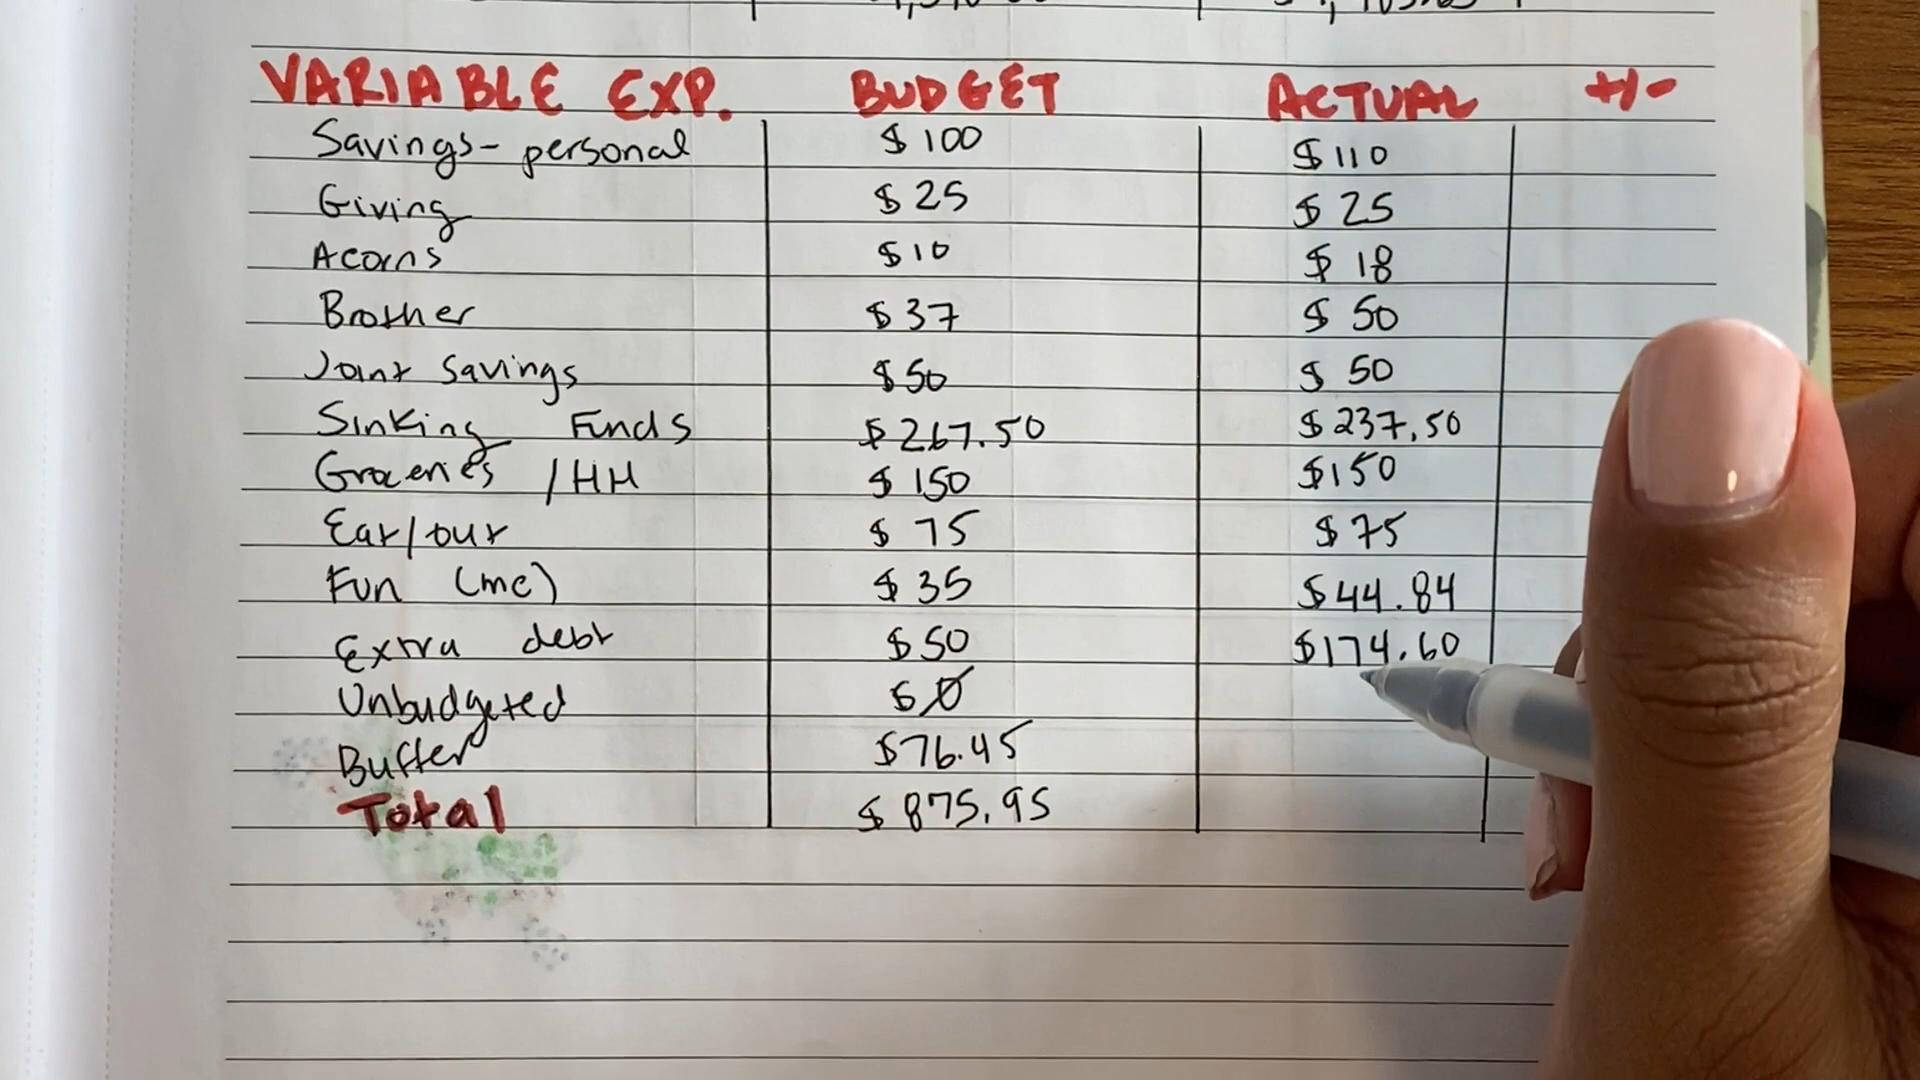 VARIABLE EXP. BUDGET ACTUAL +/-
Savings- personal $100 $110
Giving $25 $25
Acorns $10 $18
Brother $37 $50
Joint Savings $50 $50
Sinking Funds $267.50 $237.50
Groceries / HH $150 $150
Eat/out $75 $75
Fun (me) $35 $44.84
Extra debt $50 $174.60
Unbudgeted $0
Buffer $76.45
Total $875.95